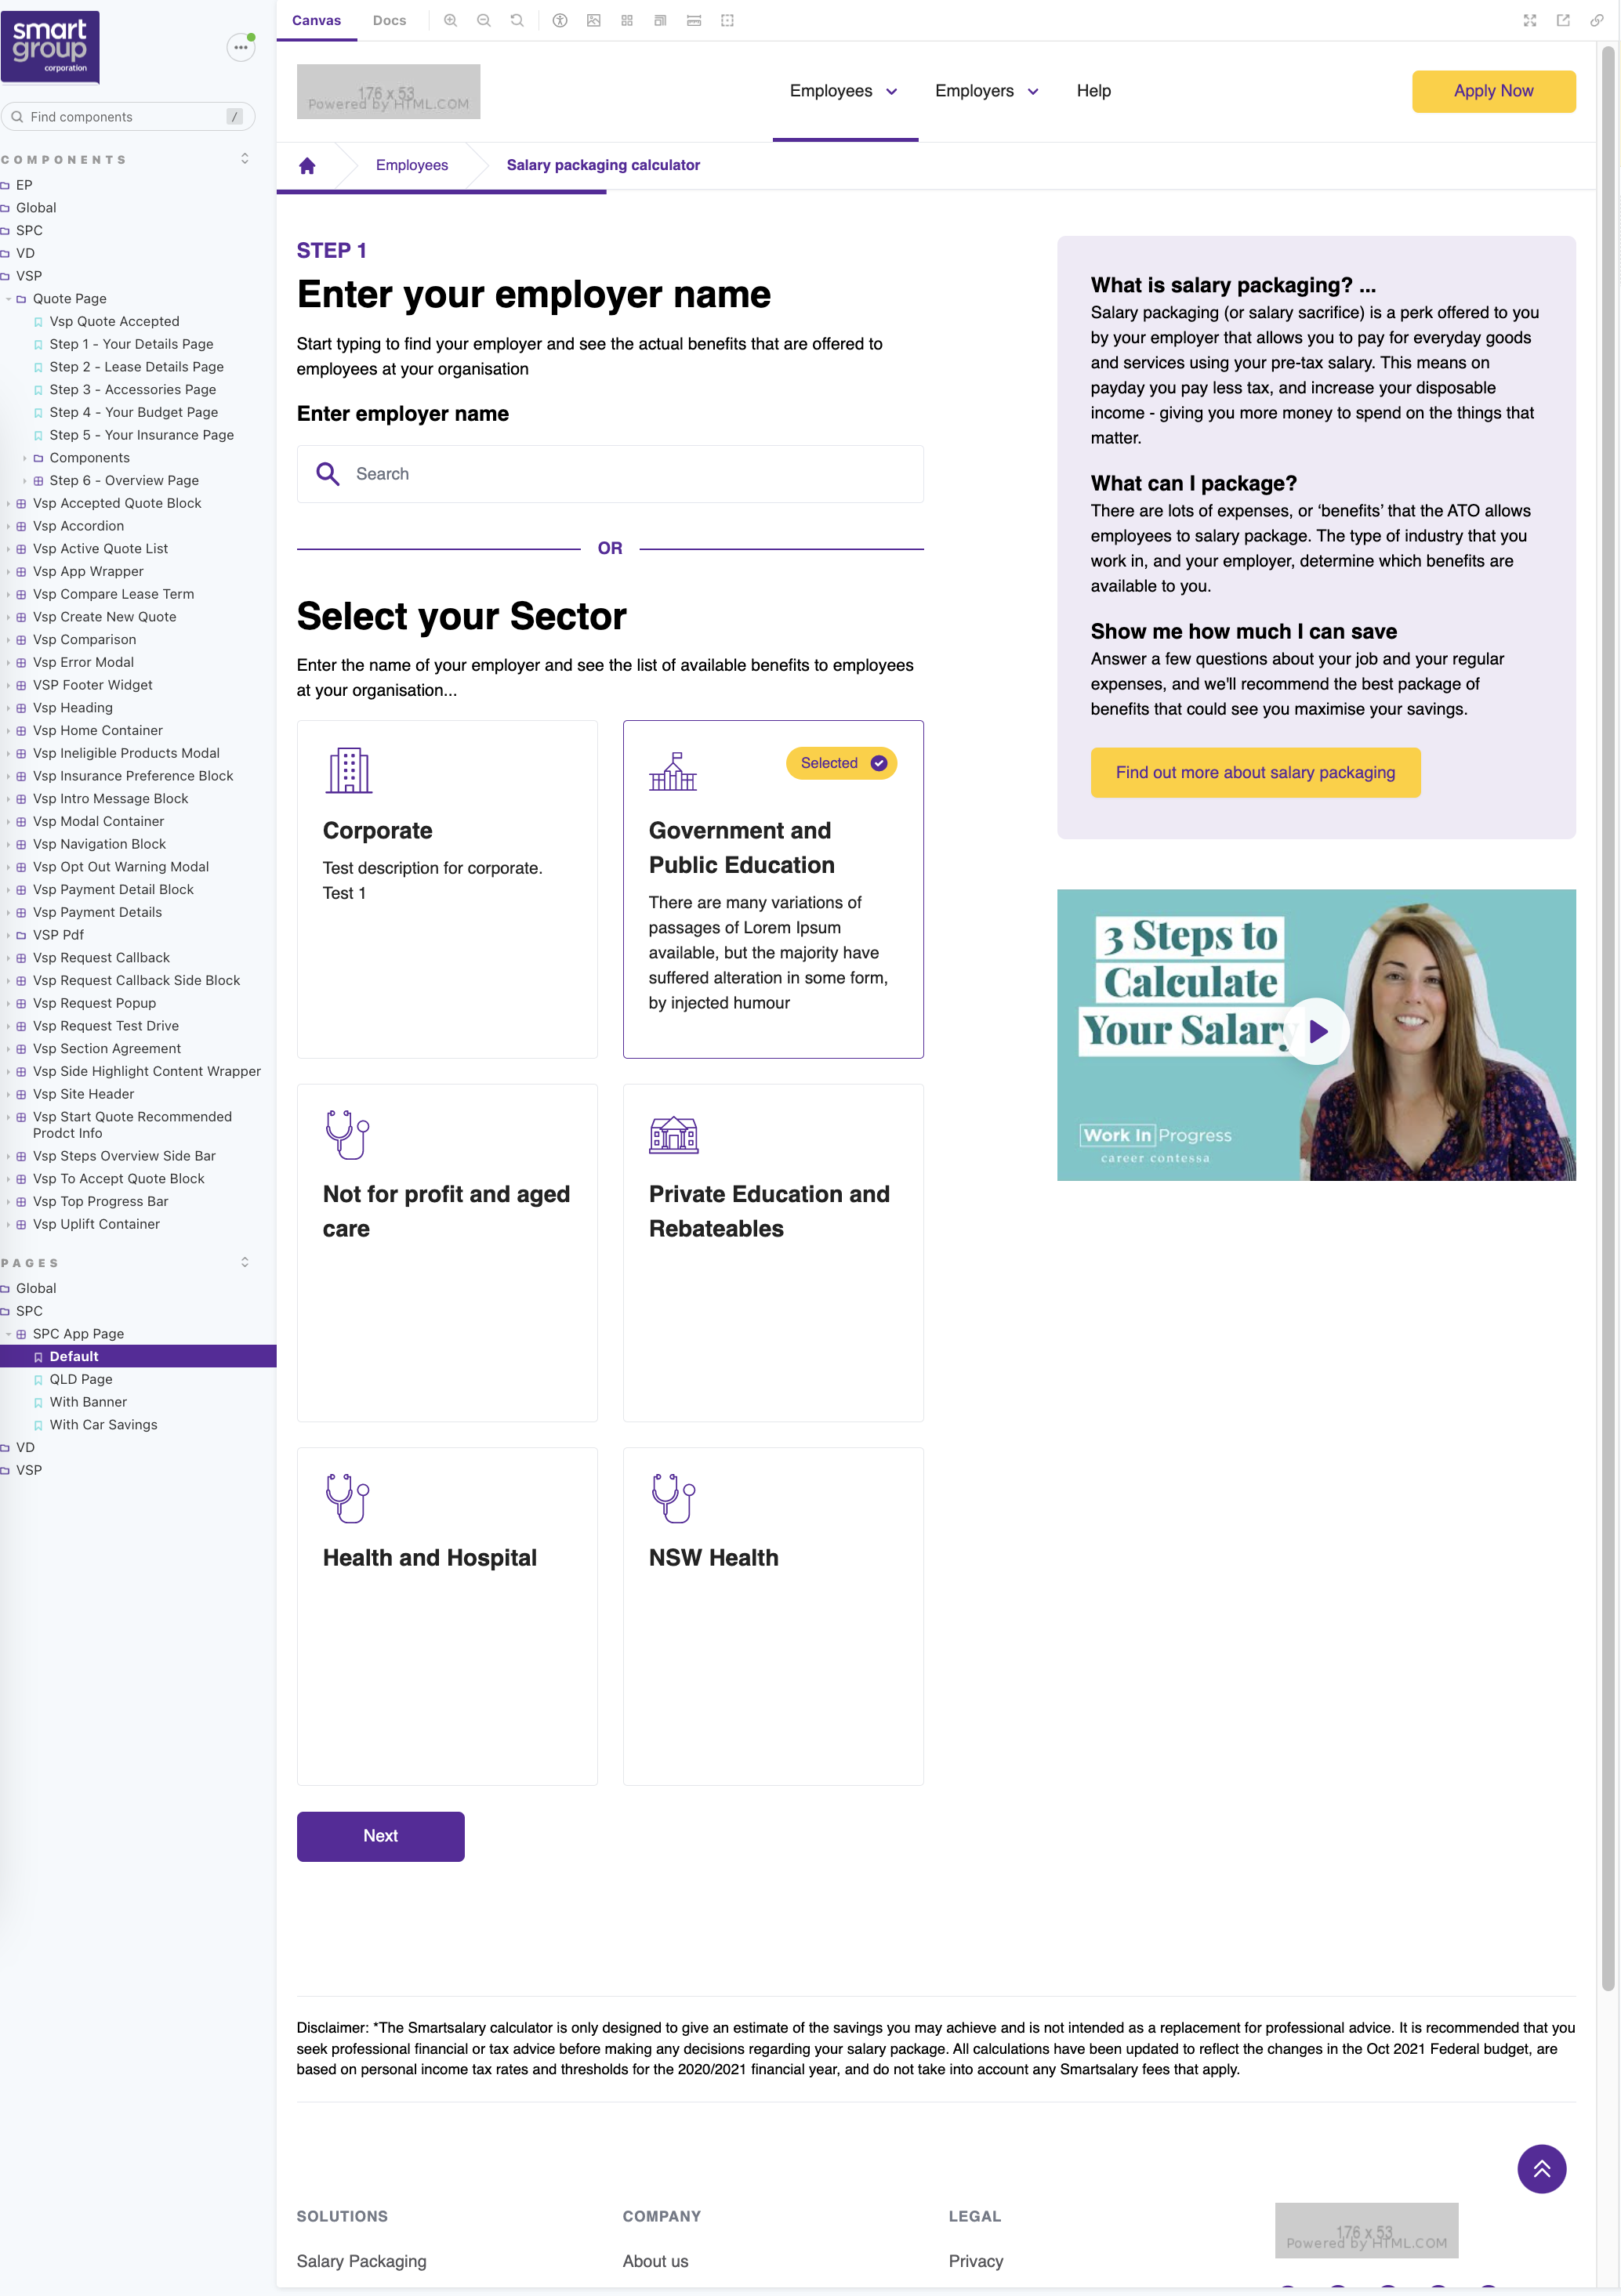 smart
group
corporation
Find components
/
COMPONENTS
EP
Global
SPC
VD
VSP
Quote Page
Vsp Quote Accepted
Step 1 - Your Details Page
Step 2 - Lease Details Page
Step 3 - Accessories Page
Step 4 - Your Budget Page
Step 5 - Your Insurance Page
Components
Step 6 - Overview Page
Vsp Accepted Quote Block
Vsp Accordion
Vsp Active Quote List
Vsp App Wrapper
Vsp Compare Lease Term
Vsp Create New Quote
Vsp Comparison
Vsp Error Modal
VSP Footer Widget
Vsp Heading
Vsp Home Container
Vsp Ineligible Products Modal
Vsp Insurance Preference Block
Vsp Intro Message Block
Vsp Modal Container
Vsp Navigation Block
Vsp Opt Out Warning Modal
Vsp Payment Detail Block
Vsp Payment Details
VSP Pdf
Vsp Request Callback
Vsp Request Callback Side Block
Vsp Request Popup
Vsp Request Test Drive
Vsp Section Agreement
Vsp Side Highlight Content Wrapper
Vsp Site Header
Vsp Start Quote Recommended
Prodct Info
Vsp Steps Overview Side Bar
Vsp To Accept Quote Block
Vsp Top Progress Bar
Vsp Uplift Container
PAGES
Global
SPC
SPC App Page
Default
QLD Page
With Banner
With Car Savings
VD
VSP
Canvas Docs
176 x 53
Powered by HTML.COM
Employees Employers Help
Apply Now
Employees Salary packaging calculator
STEP 1
Enter your employer name
Start typing to find your employer and see the actual benefits that are offered to
employees at your organisation
Enter employer name
Search
OR
Select your Sector
Enter the name of your employer and see the list of available benefits to employees
at your organisation...
Corporate
Test description for corporate.
Test 1
Selected
Government and
Public Education
There are many variations of
passages of Lorem Ipsum
available, but the majority have
suffered alteration in some form,
by injected humour
Not for profit and aged
care
Private Education and
Rebateables
Health and Hospital
NSW Health
Next
What is salary packaging? ...
Salary packaging (or salary sacrifice) is a perk offered to you
by your employer that allows you to pay for everyday goods
and services using your pre-tax salary. This means on
payday you pay less tax, and increase your disposable
income - giving you more money to spend on the things that
matter.
What can I package?
There are lots of expenses, or ‘benefits’ that the ATO allows
employees to salary package. The type of industry that you
work in, and your employer, determine which benefits are
available to you.
Show me how much I can save
Answer a few questions about your job and your regular
expenses, and we'll recommend the best package of
benefits that could see you maximise your savings.
Find out more about salary packaging
3 Steps to
Calculate
Your Salary
Work In Progress
career contessa
Disclaimer: *The Smartsalary calculator is only designed to give an estimate of the savings you may achieve and is not intended as a replacement for professional advice. It is recommended that you
seek professional financial or tax advice before making any decisions regarding your salary package. All calculations have been updated to reflect the changes in the Oct 2021 Federal budget, are
based on personal income tax rates and thresholds for the 2020/2021 financial year, and do not take into account any Smartsalary fees that apply.
SOLUTIONS
Salary Packaging
COMPANY
About us
LEGAL
Privacy
176 x 53
Powered by HTML.COM